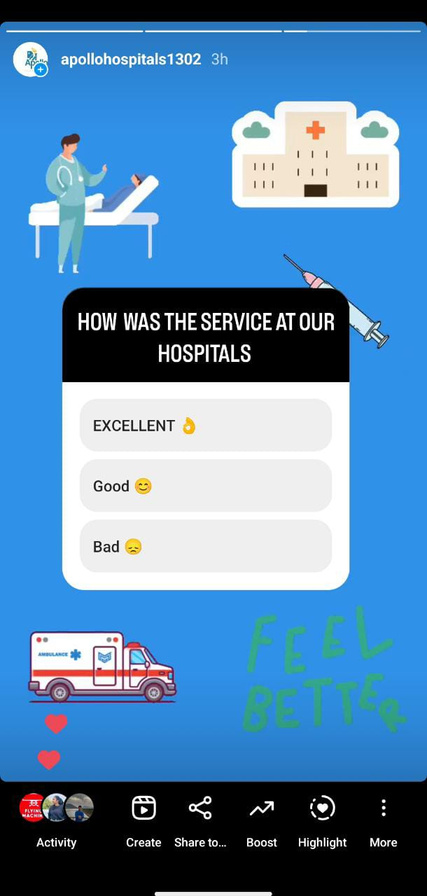 apollohospitals1302 3h
HOW WAS THE SERVICE AT OUR
HOSPITALS
EXCELLENT 👌
Good 😊
Bad 😞
AMBULANCE
FEEL
BETTER
Activity
Create
Share to...
Boost
Highlight
More